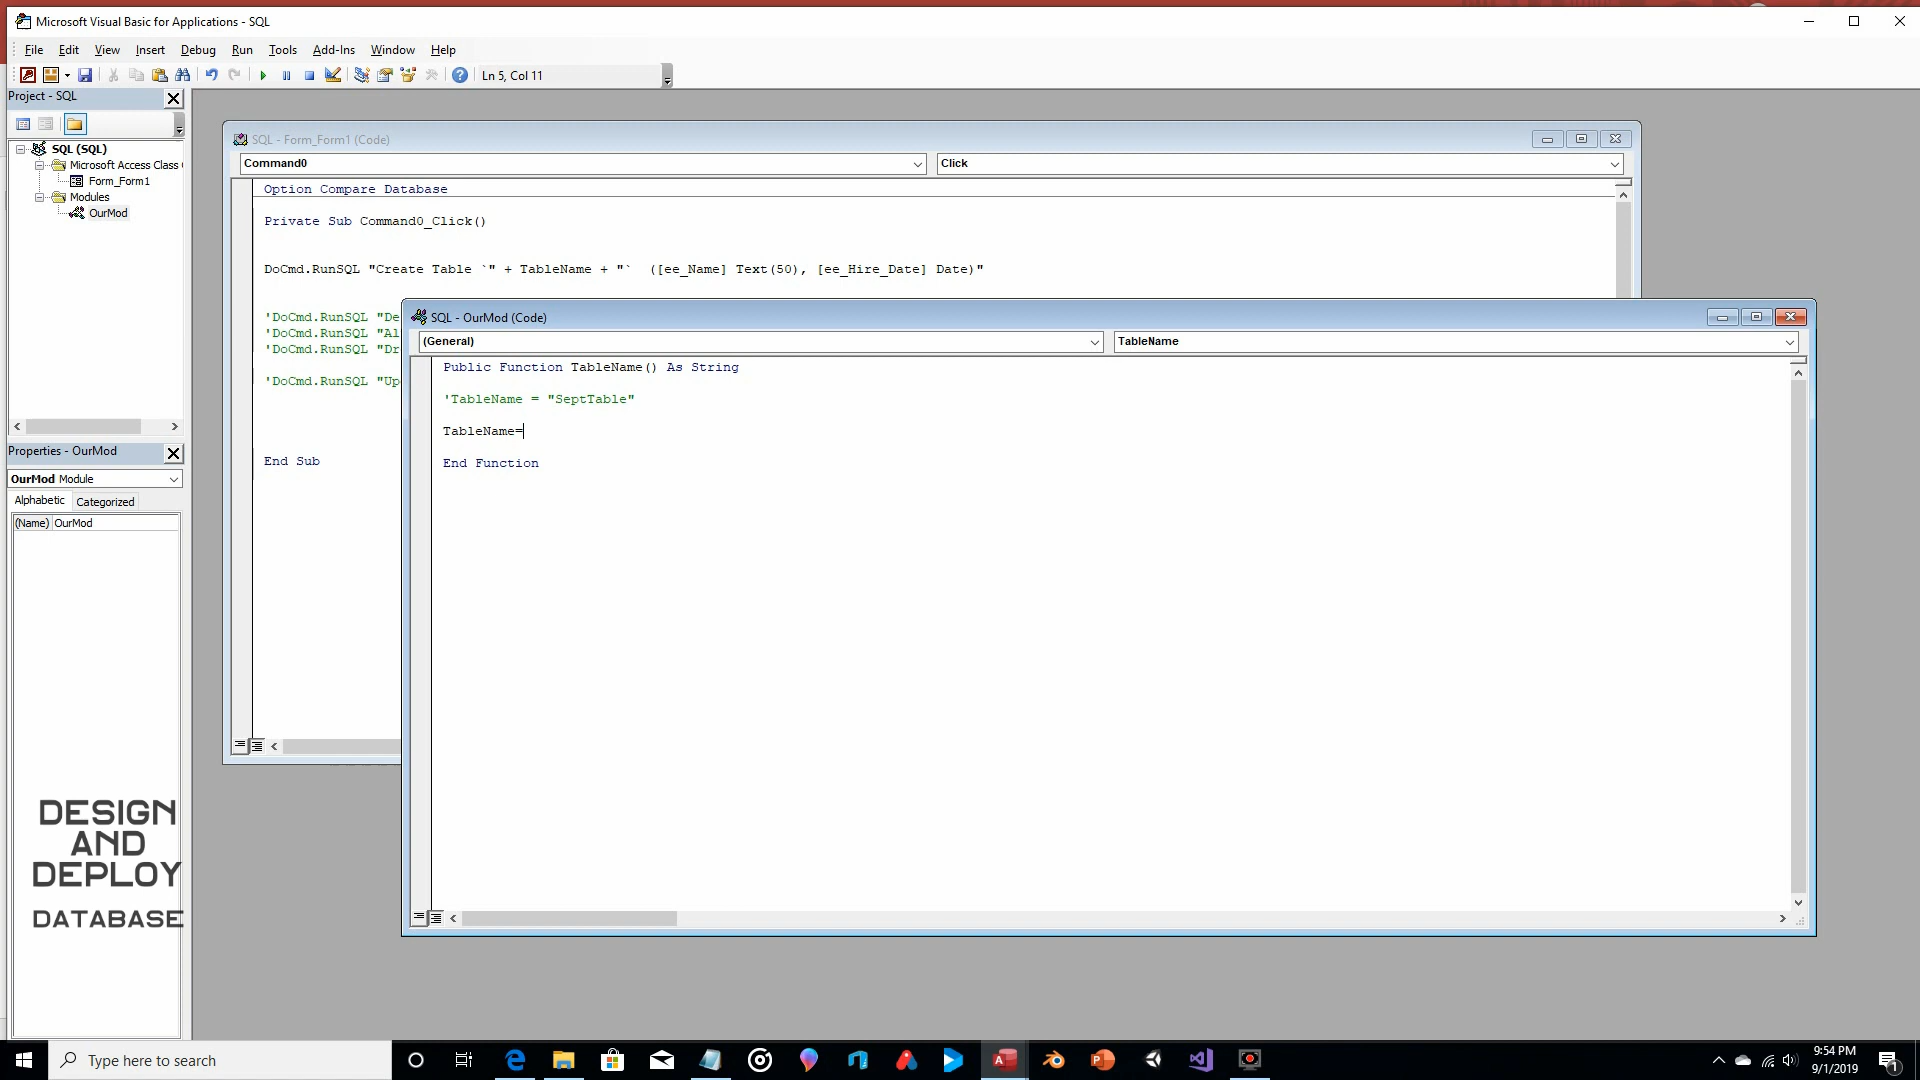 Microsoft Visual Basic for Applications - SQL
File Edit View Insert Debug Run Tools Add-Ins Window Help
Ln 5, Col 11
Project - SQL
SQL (SQL)
Microsoft Access Class
Form_Form1
Modules
OurMod
Properties - OurMod
OurMod Module
Alphabetic Categorized
(Name) OurMod
SQL - Form_Form1 (Code)
Command0 Click
Option Compare Database
Private Sub Command0_Click()
DoCmd.RunSQL "Create Table `" + TableName + "`  ([ee_Name] Text(50), [ee_Hire_Date] Date)"
'DoCmd.RunSQL "De
'DoCmd.RunSQL "Al
'DoCmd.RunSQL "Dr
'DoCmd.RunSQL "Up
End Sub
SQL - OurMod (Code)
(General) TableName
Public Function TableName() As String
'TableName = "SeptTable"
TableName=
End Function
DESIGN
AND
DEPLOY
DATABASE
Type here to search
9:54 PM
9/1/2019
1